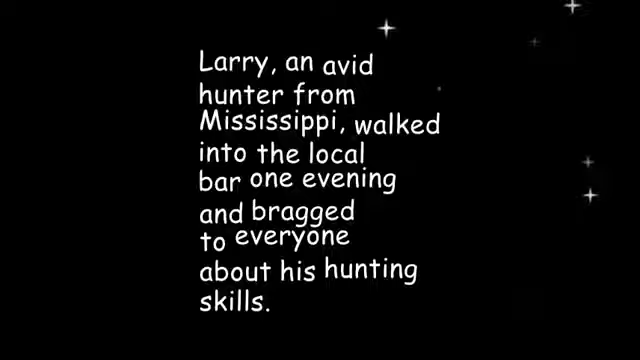 Larry, an avid
hunter from
Mississippi, walked
into the local
bar one evening
and bragged
to everyone
about his hunting
skills.